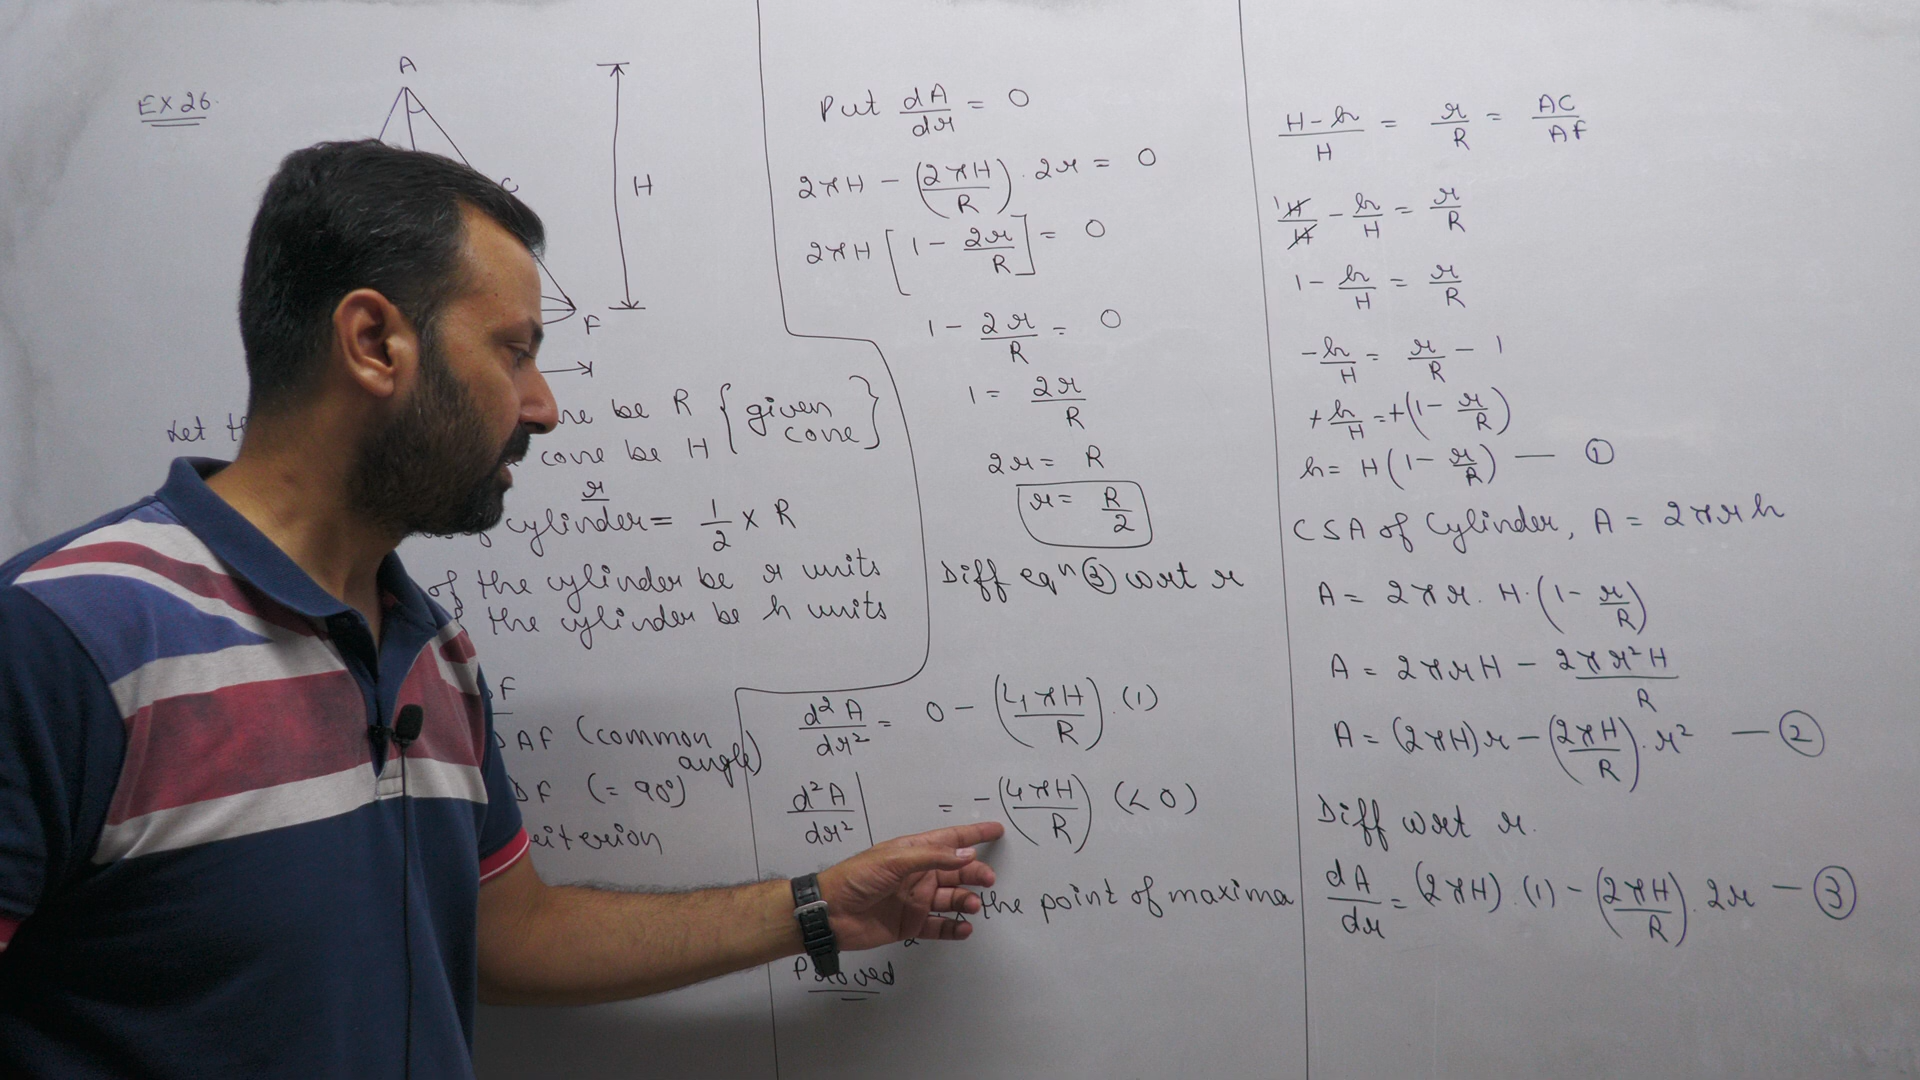 EX 26.
A
C
H
F
Let
be R { given
cone be H cone }
r
cylinder = 1/2 × R
of the cylinder be r units
the cylinder be h units
AF (common
angle)
DF (= 90°)
Put dA/dr = 0
2πH - (2πH/R) · 2r = 0
2πH [1 - 2r/R] = 0
1 - 2r/R = 0
1 = 2r/R
2r = R
r = R/2
Diff eqⁿ ③ wrt r
d²A/dr² = 0 - (4πH/R) · (1)
d²A/dr² | = - (4πH/R) (< 0)
the point of maxima
2
Proved
H - h/H = r/R = AC/AF
1 H/H - h/H = r/R
1 - h/H = r/R
-h/H = r/R - 1
+h/H = +(1 - r/R)
h = H(1 - r/R) — ①
CSA of Cylinder, A = 2πrh
A = 2πr · H · (1 - r/R)
A = 2πrH - 2πr²H/R
A = (2πH)r - (2πH/R) · r² — ②
Diff wrt r.
dA/dr = (2πH) · (1) - (2πH/R) · 2r — ③